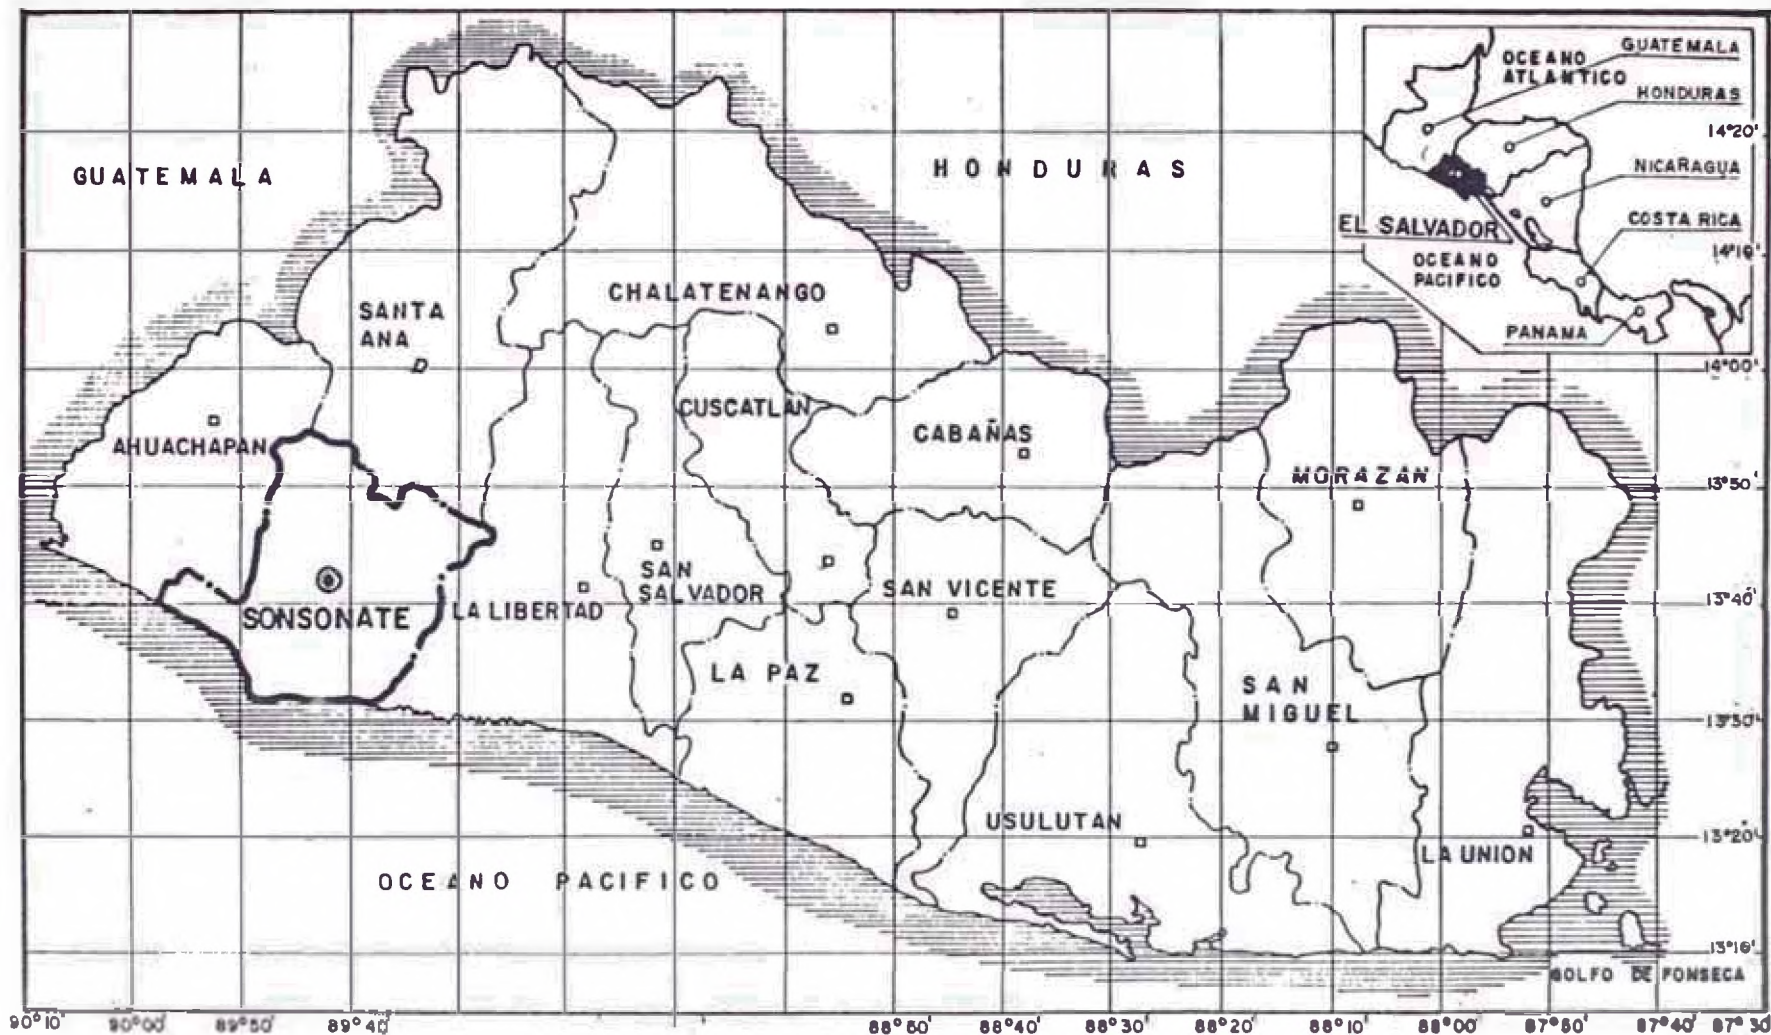 GUATEMALA
HONDURAS
OCEANO
ATLANTICO
GUATEMALA
HONDURAS
NICARAGUA
COSTA RICA
EL SALVADOR
OCEANO
PACIFICO
PANAMA
14°20'
14°10'
14°00'
13°50'
13°40'
13°30'
13°20'
13°10'
SANTA
ANA
CHALATENANGO
CUSCATLAN
CABAÑAS
AHUACHAPAN
MORAZAN
SAN
SALVADOR
SAN VICENTE
SONSONATE
LA LIBERTAD
LA PAZ
SAN
MIGUEL
USULUTAN
LA UNION
OCEANO PACIFICO
GOLFO DE FONSECA
90°10' 90°00' 89°50' 89°40' 88°60' 88°40' 88°30' 88°20' 88°10' 88°00' 87°50' 87°40' 87°30'